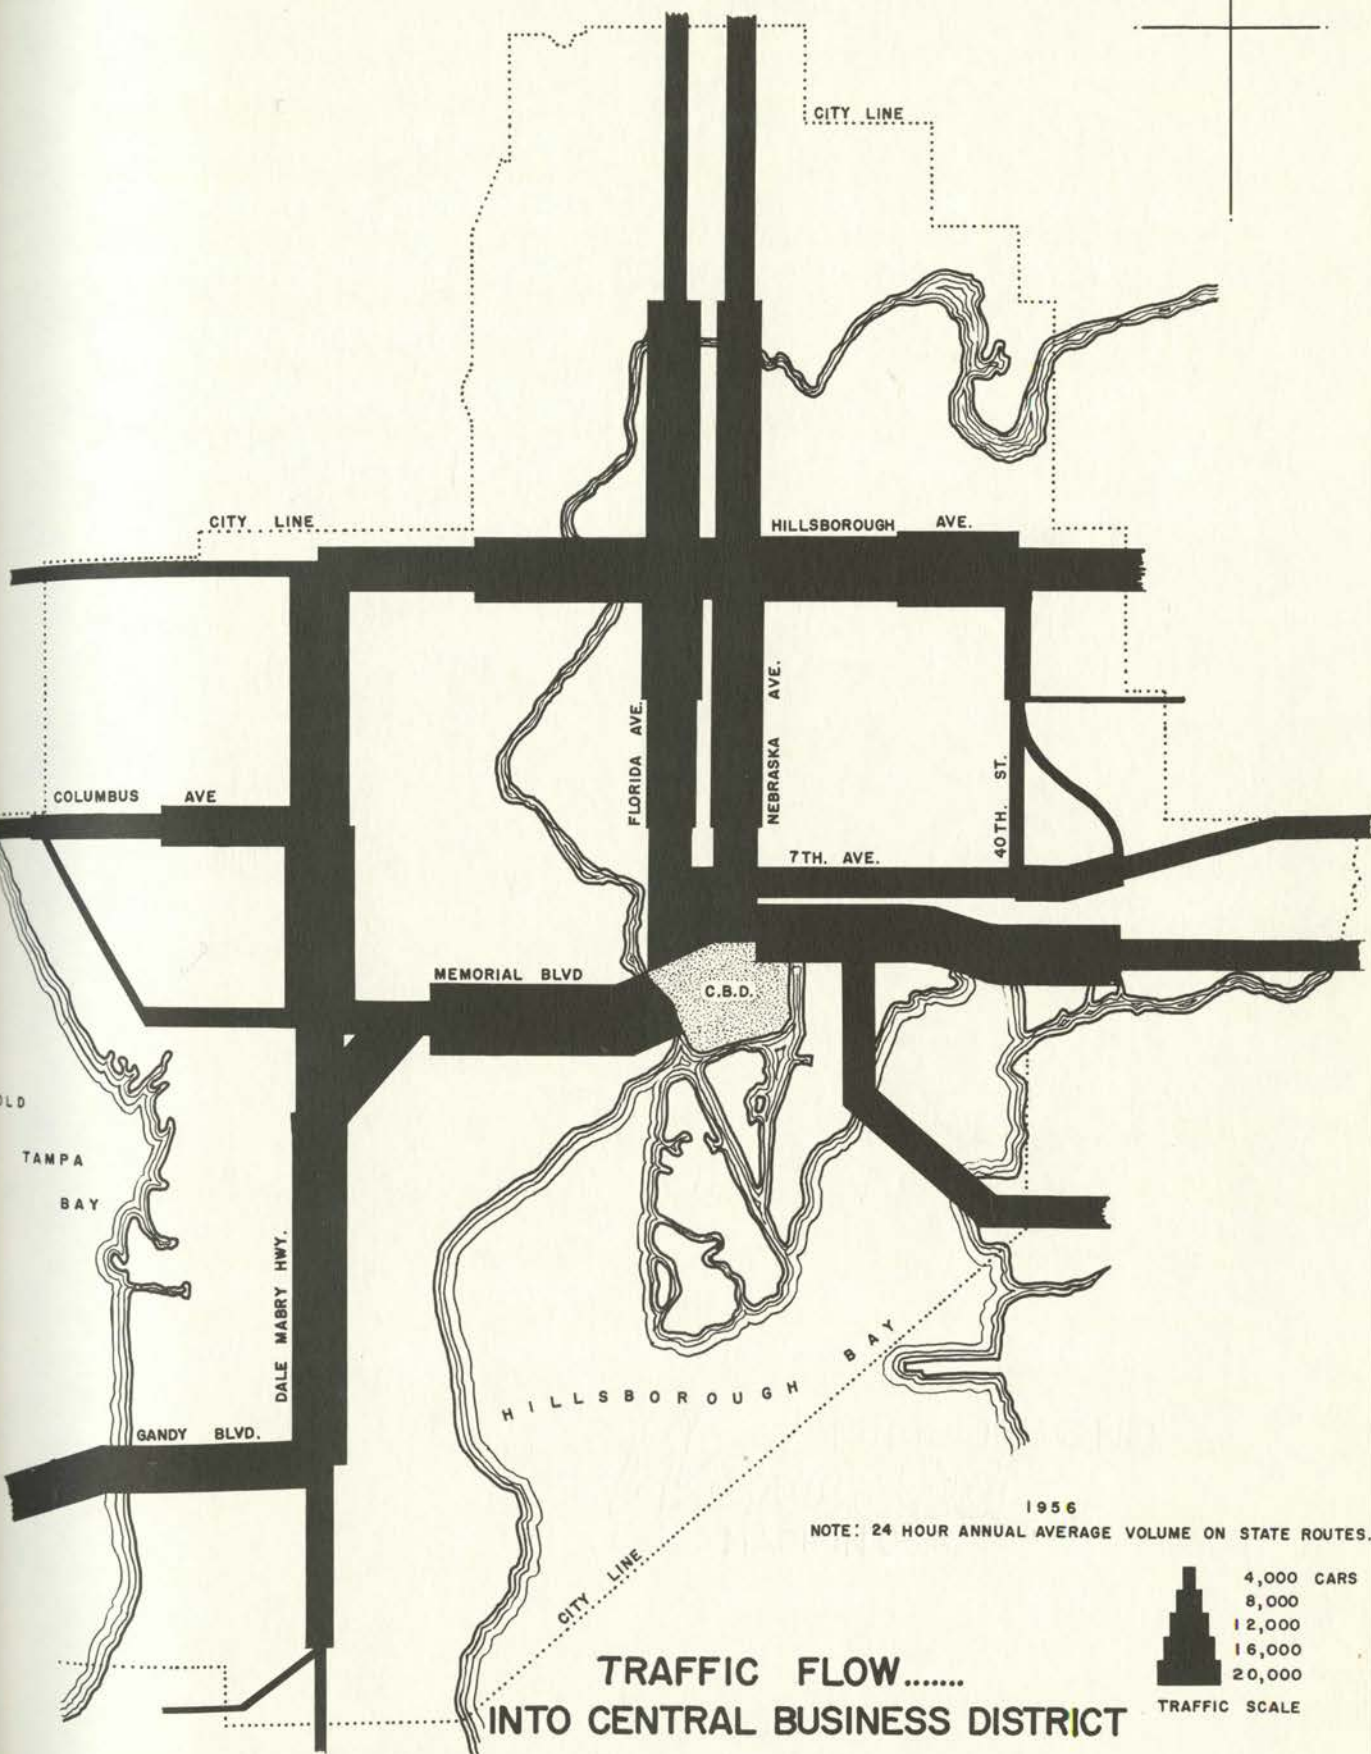 CITY LINE
CITY LINE
HILLSBOROUGH AVE.
FLORIDA AVE.
NEBRASKA AVE.
COLUMBUS AVE
40TH. ST.
7TH. AVE.
MEMORIAL BLVD
C.B.D.
TAMPA
BAY
DALE MABRY HWY.
HILLSBOROUGH BAY
GANDY BLVD.
CITY LINE
1956
NOTE: 24 HOUR ANNUAL AVERAGE VOLUME ON STATE ROUTES.
4,000 CARS
8,000
12,000
16,000
20,000
TRAFFIC SCALE
TRAFFIC FLOW.......
INTO CENTRAL BUSINESS DISTRICT